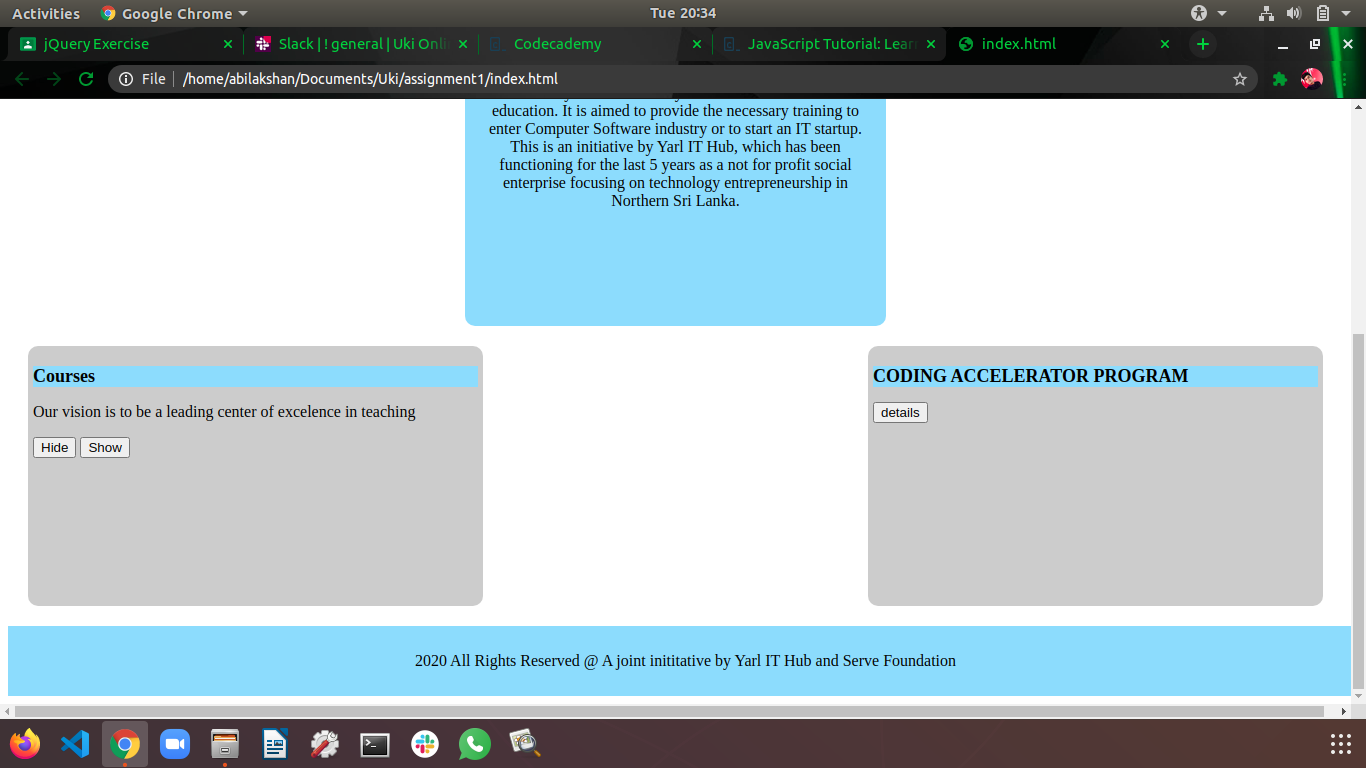 Activities Google Chrome Tue 20:34
jQuery Exercise Slack | ! general | Uki Onli Codecademy JavaScript Tutorial: Lear index.html
File /home/abilakshan/Documents/Uki/assignment1/index.html
education. It is aimed to provide the necessary training to
enter Computer Software industry or to start an IT startup.
This is an initiative by Yarl IT Hub, which has been
functioning for the last 5 years as a not for profit social
enterprise focusing on technology entrepreneurship in
Northern Sri Lanka.
Courses
Our vision is to be a leading center of excelence in teaching
Hide Show
CODING ACCELERATOR PROGRAM
details
2020 All Rights Reserved @ A joint inititative by Yarl IT Hub and Serve Foundation